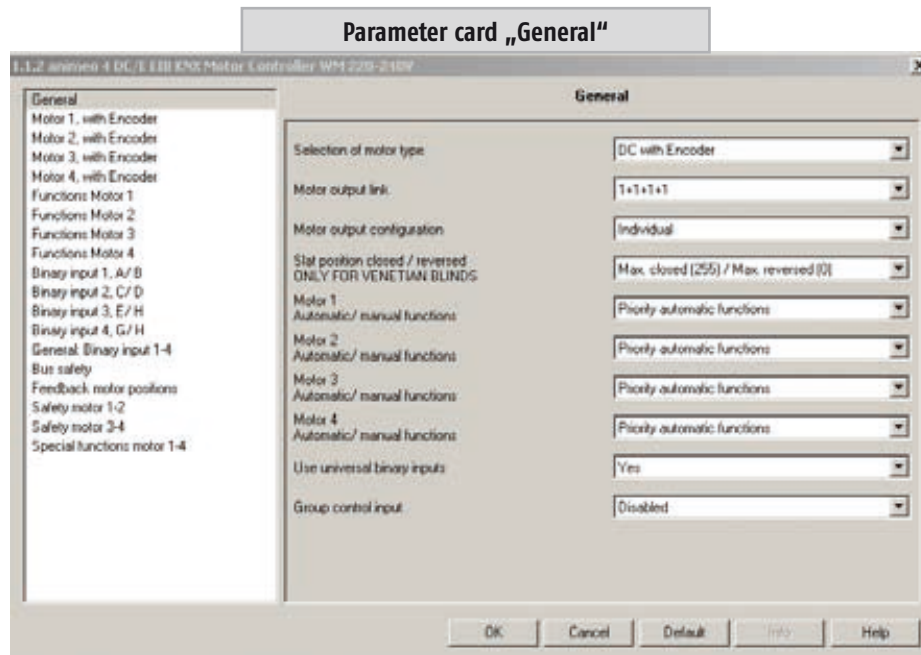 Parameter card „General“
1.1.2 animeo 4 DC/E EIB KNX Motor Controller WM 220-240V
General
Motor 1, with Encoder
Motor 2, with Encoder
Motor 3, with Encoder
Motor 4, with Encoder
Functions Motor 1
Functions Motor 2
Functions Motor 3
Functions Motor 4
Binary input 1, A/ B
Binary input 2, C/ D
Binary input 3, E/ H
Binary input 4, G/ H
General: Binary input 1-4
Bus safety
Feedback motor positions
Safety motor 1-2
Safety motor 3-4
Special functions motor 1-4
General
Selection of motor type
DC with Encoder
Motor output link
1+1+1+1
Motor output configuration
Individual
Slat position closed / reversed
ONLY FOR VENETIAN BLINDS
Max. closed (255) / Max. reversed (0)
Motor 1
Automatic/ manual functions
Priority automatic functions
Motor 2
Automatic/ manual functions
Priority automatic functions
Motor 3
Automatic/ manual functions
Priority automatic functions
Motor 4
Automatic/ manual functions
Priority automatic functions
Use universal binary inputs
Yes
Group control input
Disabled
OK Cancel Default Info Help